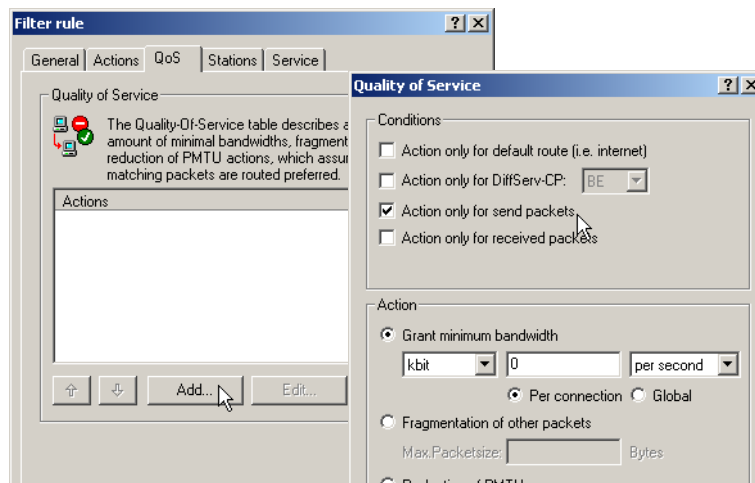 Filter rule
General Actions QoS Stations Service
Quality of Service
The Quality-Of-Service table describes a
amount of minimal bandwidths, fragment
reduction of PMTU actions, which assu
matching packets are routed preferred.
Actions
Add...
Edit...
Quality of Service
Conditions
Action only for default route (i.e. internet)
Action only for DiffServ-CP: BE
Action only for send packets
Action only for received packets
Action
Grant minimum bandwidth
kbit 0 per second
Per connection Global
Fragmentation of other packets
Max.Packetsize: Bytes